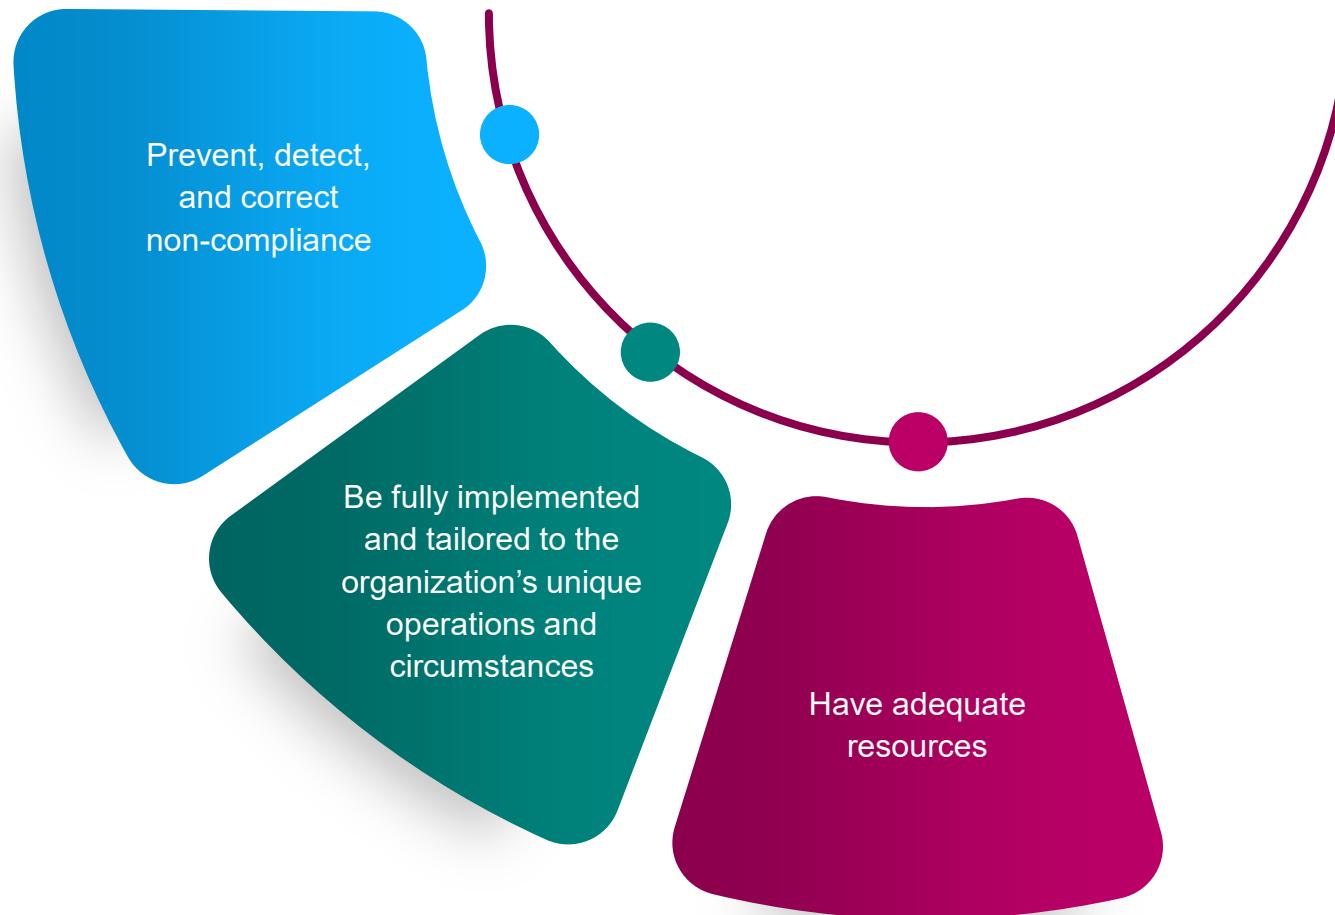 Prevent, detect,
and correct
non-compliance
Be fully implemented
and tailored to the
organization’s unique
operations and
circumstances
Have adequate
resources